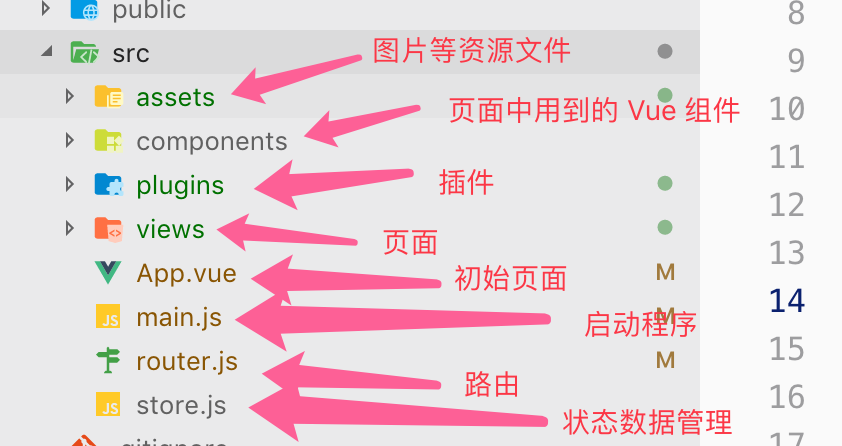 public
8
src
图片等资源文件
9
assets
页面中用到的 Vue 组件
10
components
11
plugins
插件
12
views
页面
13
App.vue
初始页面
M
14
main.js
启动程序
M
router.js
路由
M
15
store.js
状态数据管理
16
.gitignore
17